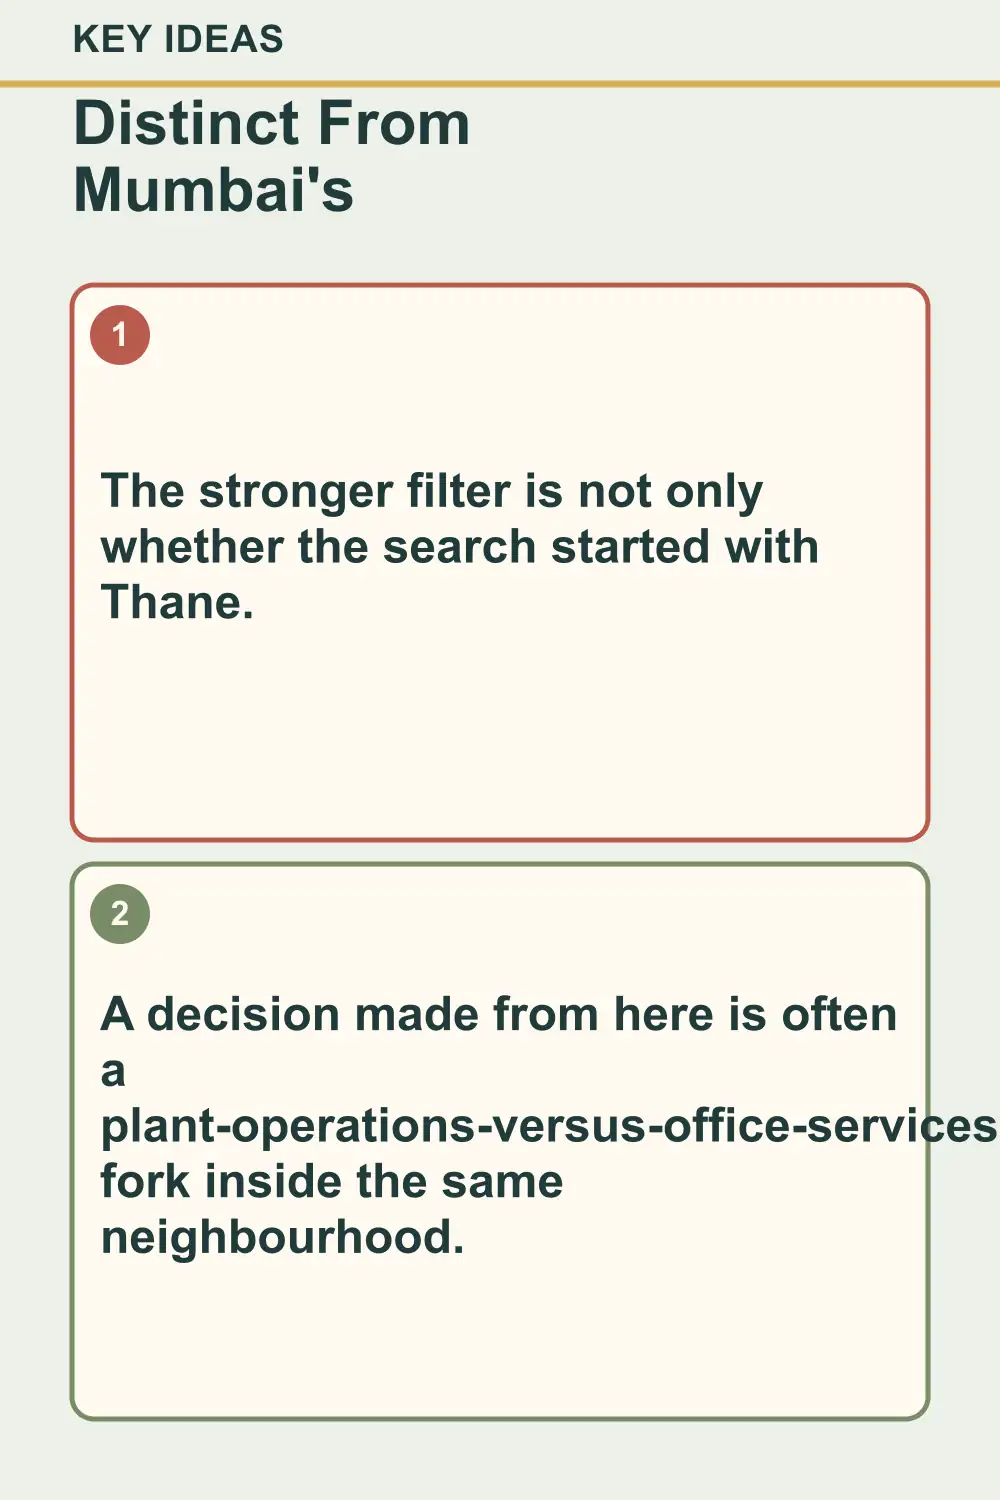 KEY IDEAS
Distinct From
Mumbai's
1
The stronger filter is not only
whether the search started with
Thane.
2
A decision made from here is often
a
plant-operations-versus-office-services
fork inside the same
neighbourhood.